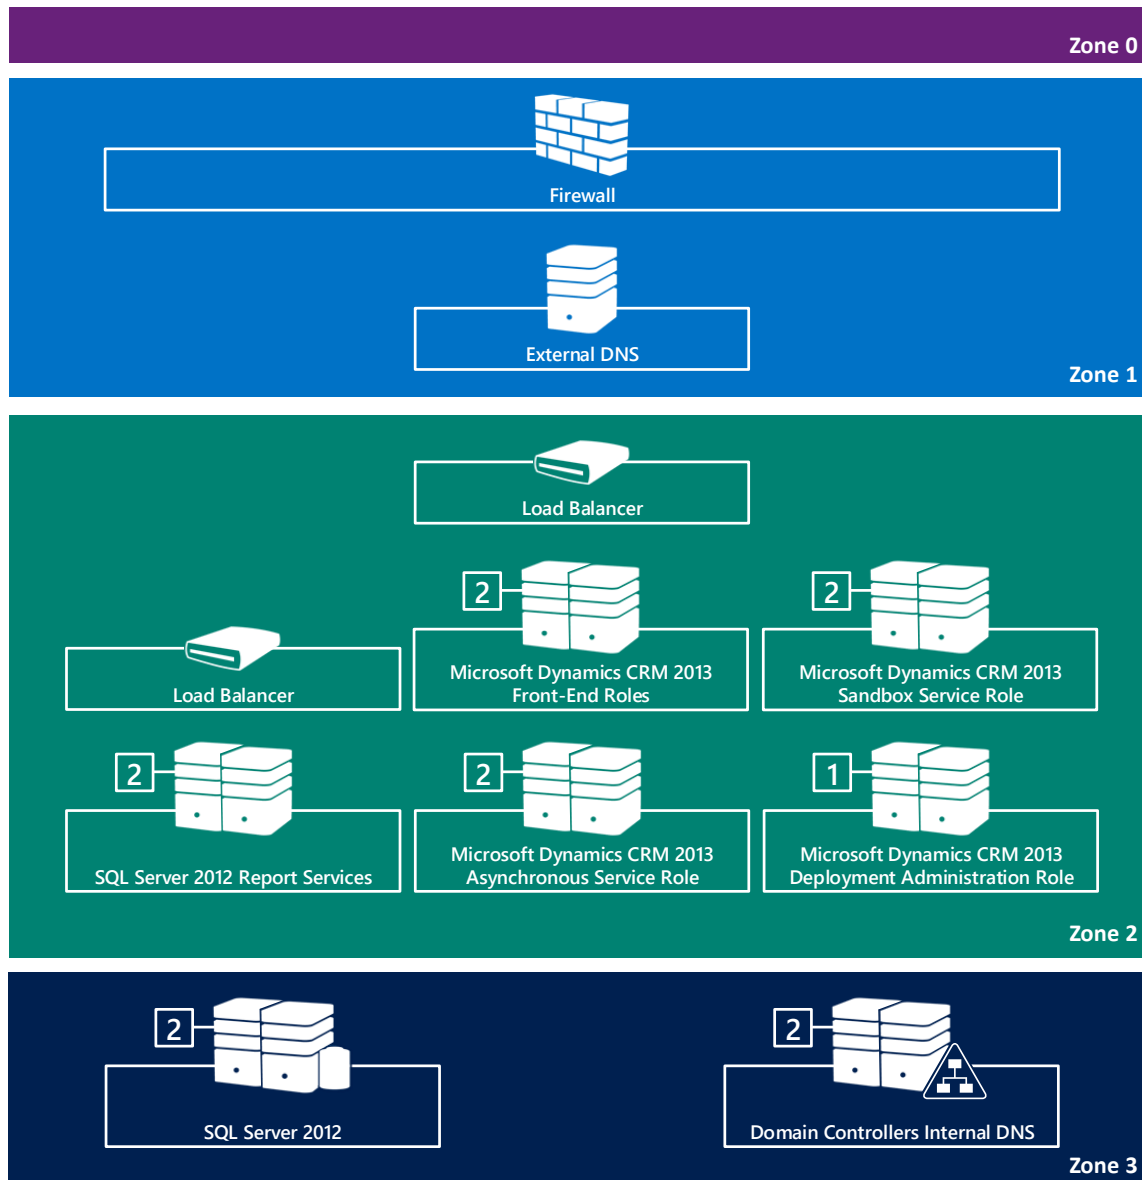 Zone 0
Firewall
External DNS
Zone 1
Load Balancer
2
Microsoft Dynamics CRM 2013
Front-End Roles
2
Microsoft Dynamics CRM 2013
Sandbox Service Role
Load Balancer
2
SQL Server 2012 Report Services
2
Microsoft Dynamics CRM 2013
Asynchronous Service Role
1
Microsoft Dynamics CRM 2013
Deployment Administration Role
Zone 2
2
SQL Server 2012
2
Domain Controllers Internal DNS
Zone 3